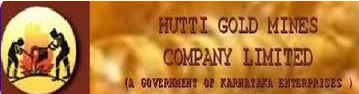 HUTTI GOLD MINES
COMPANY LIMITED
(A GOVERNMENT OF KARNATAKA ENTERPRISES )